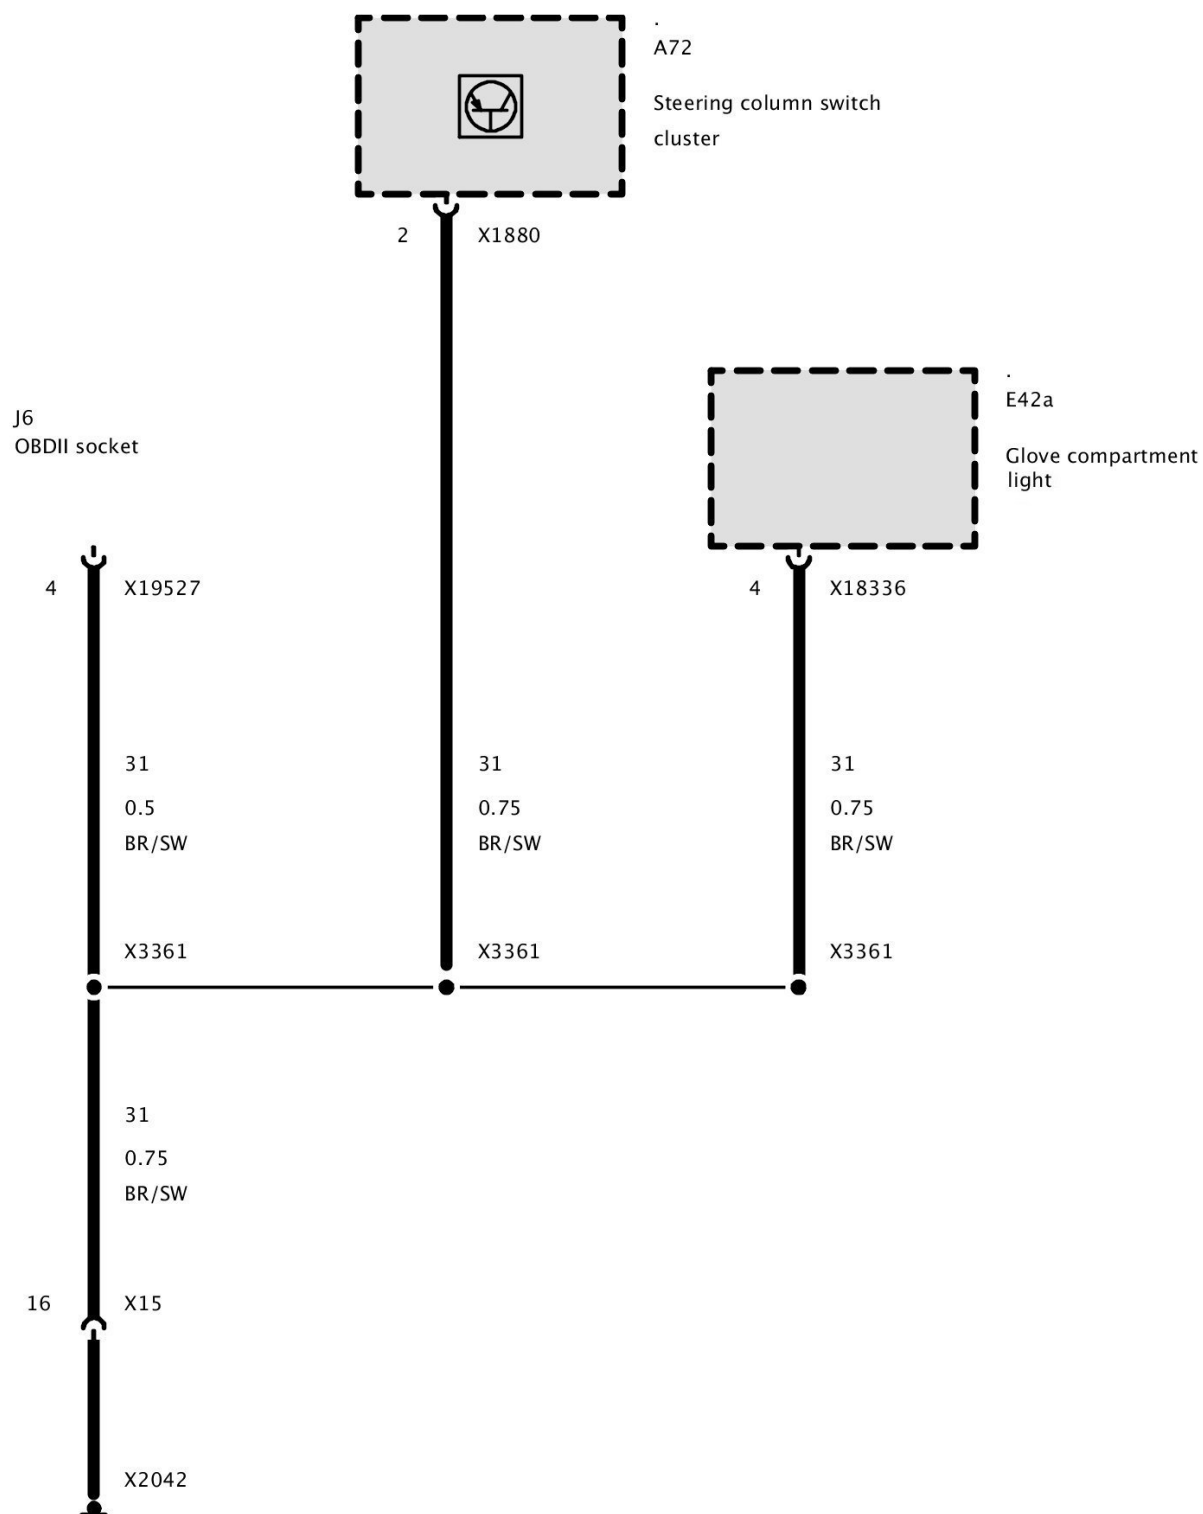 .
A72
Steering column switch
cluster
2
X1880
.
E42a
Glove compartment
light
J6
OBDII socket
4
X19527
4
X18336
31
0.5
BR/SW
31
0.75
BR/SW
31
0.75
BR/SW
X3361
X3361
X3361
31
0.75
BR/SW
16
X15
X2042